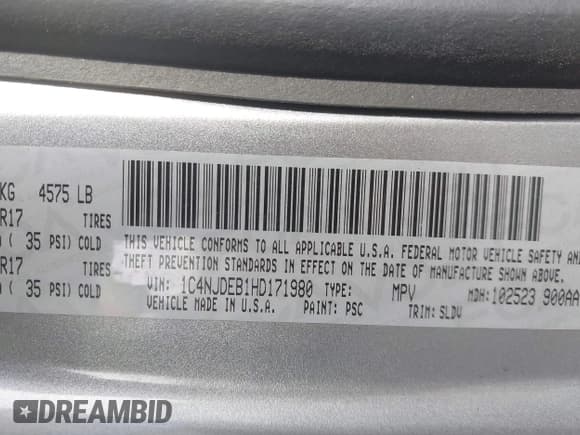 KG 4575 LB
R17 TIRES
( 35 PSI) COLD
R17 TIRES
( 35 PSI) COLD
THIS VEHICLE CONFORMS TO ALL APPLICABLE U.S.A. FEDERAL MOTOR VEHICLE SAFETY AND
THEFT PREVENTION STANDARDS IN EFFECT ON THE DATE OF MANUFACTURE SHOWN ABOVE.
VIN: 1C4NJDEB1HD171980 TYPE: MPV MDH: 102523 900AA
VEHICLE MADE IN U.S.A. PAINT: PSC TRIM: SLDV
DREAMBID